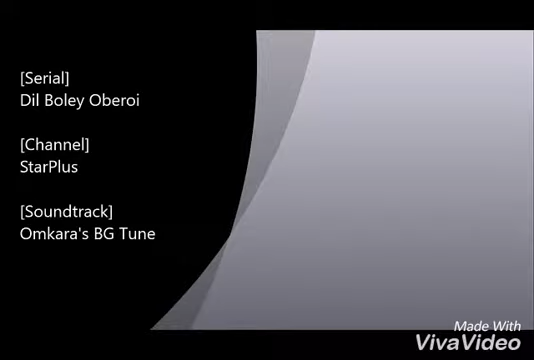 [Serial]
Dil Boley Oberoi
[Channel]
StarPlus
[Soundtrack]
Omkara's BG Tune
Made With
VivaVideo